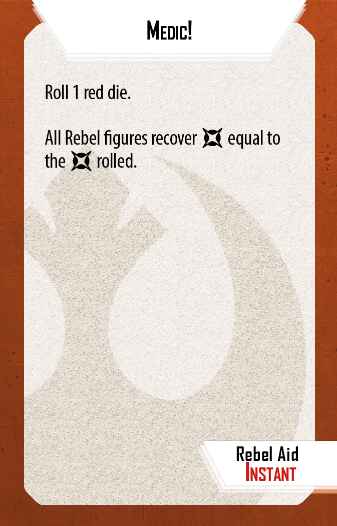 MEDIC!
Roll 1 red die.
All Rebel figures recover equal to
the rolled.
Rebel Aid
INSTANT